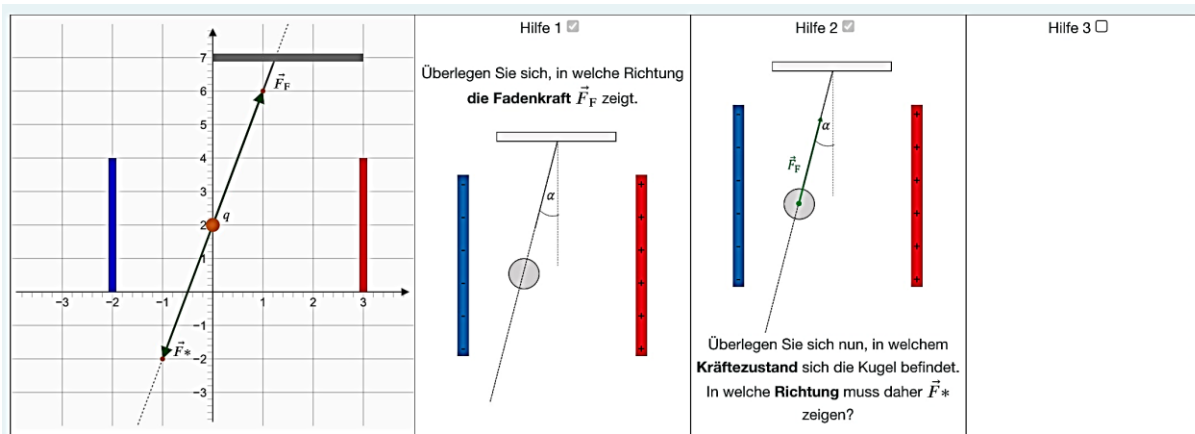 7
6
5
4
3
2
1
-3
-2
-1
1
2
3
-1
-2
-3
F⃗F
q
F⃗*
Hilfe 1
Überlegen Sie sich, in welche Richtung
die Fadenkraft F⃗F zeigt.
α
Hilfe 2
α
F⃗F
Überlegen Sie sich nun, in welchem
Kräftezustand sich die Kugel befindet.
In welche Richtung muss daher F⃗*
zeigen?
Hilfe 3